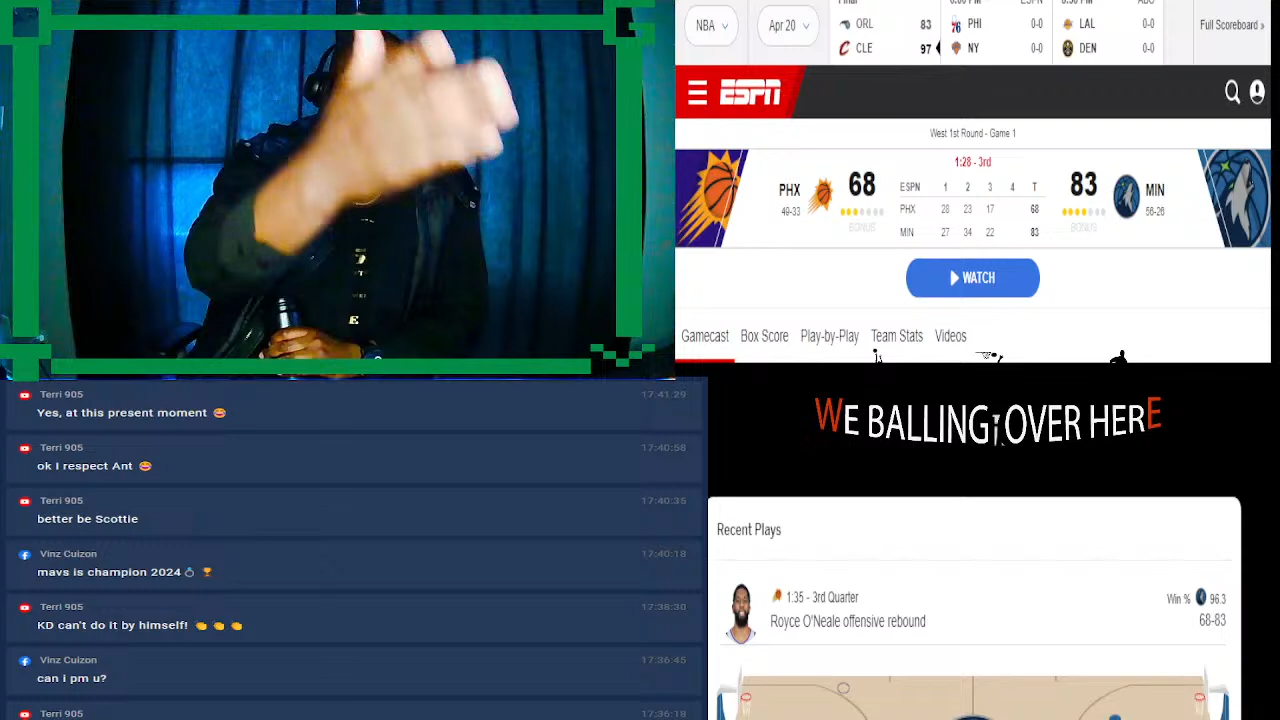 NBA
Apr 20
Final
ORL 83
CLE 97
ESPN
PHI 0-0
NY 0-0
LAL 0-0
DEN 0-0
Full Scoreboard »
ESPN
West 1st Round - Game 1
PHX
49-33
68
BONUS
1:28 - 3rd
ESPN 1 2 3 4 T
PHX 28 23 17 68
MIN 27 34 22 83
83
BONUS
MIN
56-26
WATCH
Gamecast Box Score Play-by-Play Team Stats Videos
E
Terri 905 17:41:29
Yes, at this present moment
Terri 905 17:40:58
ok I respect Ant
Terri 905 17:40:35
better be Scottie
Vinz Cuizon 17:40:18
mavs is champion 2024
Terri 905 17:38:30
KD can't do it by himself!
Vinz Cuizon 17:36:45
can i pm u?
Terri 905 17:36:18
WE BALLING OVER HERE
Recent Plays
1:35 - 3rd Quarter
Royce O'Neale offensive rebound
Win % 96.3
68-83